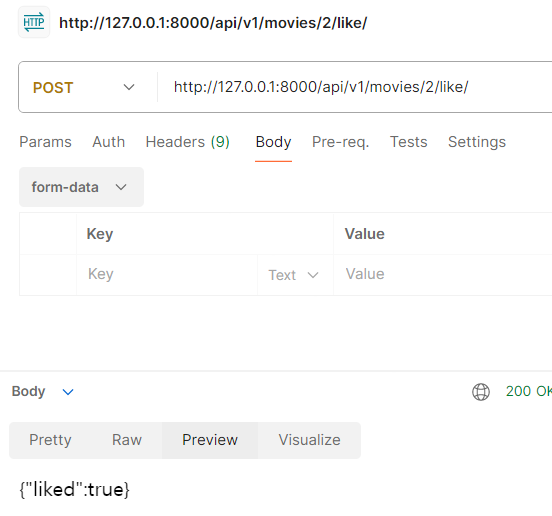 HTTP http://127.0.0.1:8000/api/v1/movies/2/like/
POST http://127.0.0.1:8000/api/v1/movies/2/like/
Params Auth Headers (9) Body Pre-req. Tests Settings
form-data
Key Value
Key Text Value
Body 200 OK
Pretty Raw Preview Visualize
{"liked":true}